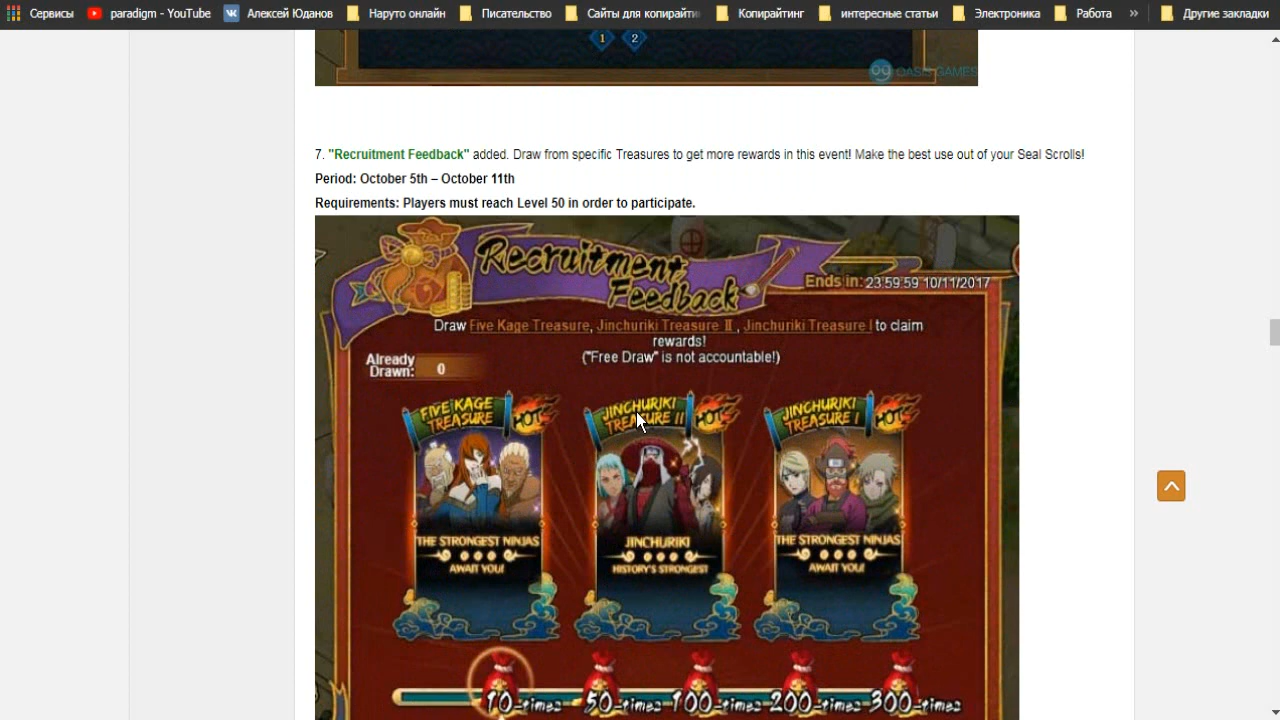 Сервисы paradigm - YouTube Алексей Юданов Наруто онлайн Писательство Сайты для копирайти Копирайтинг интересные статьи Электроника Работа » Другие закладки
1 2
OASIS GAMES
7. "Recruitment Feedback" added. Draw from specific Treasures to get more rewards in this event! Make the best use out of your Seal Scrolls!
Period: October 5th – October 11th
Requirements: Players must reach Level 50 in order to participate.
Recruitment
Feedback
Ends in: 23:59:59 10/11/2017
Draw Five Kage Treasure, Jinchuriki Treasure II , Jinchuriki Treasure I to claim
rewards!
("Free Draw" is not accountable!)
Already
Drawn: 0
FIVE KAGE
TREASURE
HOT
THE STRONGEST NINJAS
AWAIT YOU!
JINCHURIKI
TREASURE II
HOT
JINCHURIKI
HISTORY'S STRONGEST
JINCHURIKI
TREASURE I
HOT
THE STRONGEST NINJAS
AWAIT YOU!
10-times 50-times 100-times 200-times 300-times